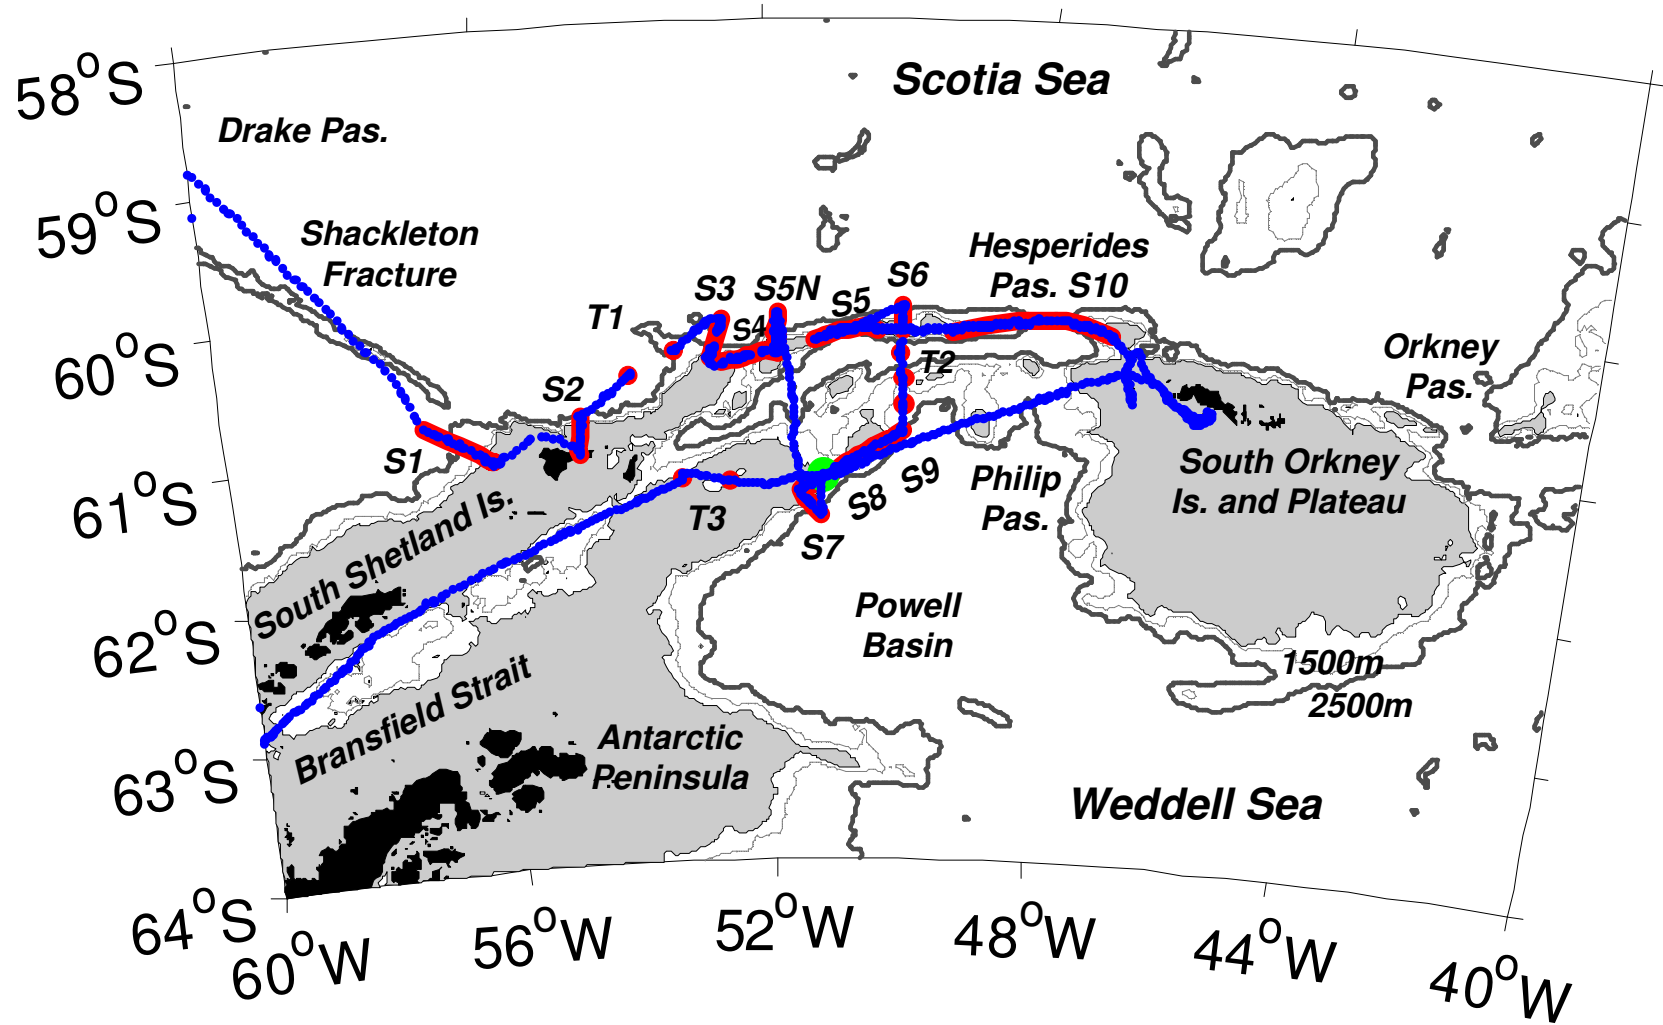 58°S
Scotia Sea
Drake Pas.
59°S
Shackleton
Fracture
Hesperides
Pas. S10
S3
S5N
S6
S5
T1
S4
60°S
T2
Orkney
Pas.
S2
S1
61°S
South Orkney
Is. and Plateau
Philip
Pas.
S9
S8
T3
S7
South Shetland Is.
62°S
Powell
Basin
1500m
2500m
Bransfield Strait
63°S
Antarctic
Peninsula
Weddell Sea
64°S
60°W
56°W
52°W
48°W
44°W
40°W